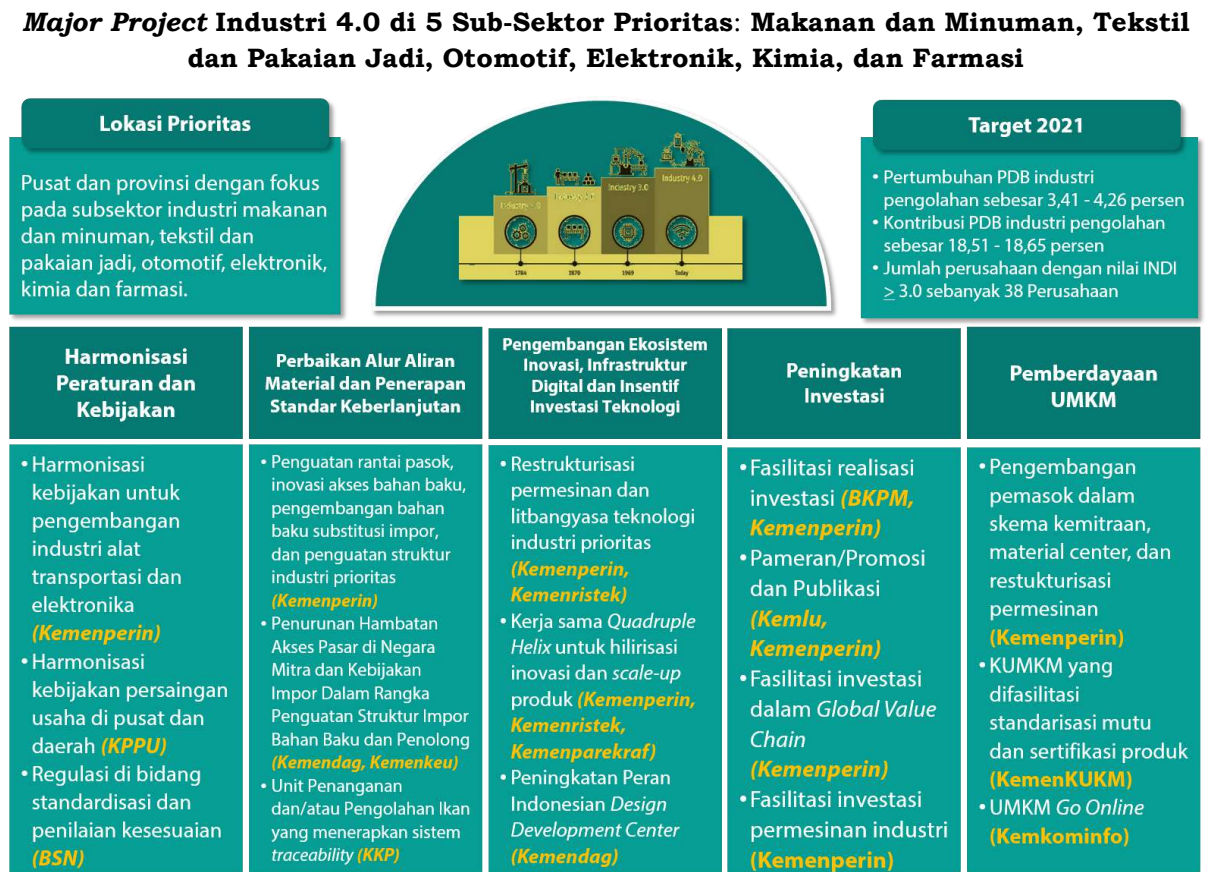 Major Project Industri 4.0 di 5 Sub-Sektor Prioritas: Makanan dan Minuman, Tekstil
dan Pakaian Jadi, Otomotif, Elektronik, Kimia, dan Farmasi
Lokasi Prioritas
Pusat dan provinsi dengan fokus
pada subsektor industri makanan
dan minuman, tekstil dan
pakaian jadi, otomotif, elektronik,
kimia dan farmasi.
Industry 3.0
Industry 4.0
1784
1870
1969
Today
Target 2021
• Pertumbuhan PDB industri
pengolahan sebesar 3,41 - 4,26 persen
• Kontribusi PDB industri pengolahan
sebesar 18,51 - 18,65 persen
• Jumlah perusahaan dengan nilai INDI
≥ 3.0 sebanyak 38 Perusahaan
Harmonisasi
Peraturan dan
Kebijakan
• Harmonisasi
kebijakan untuk
pengembangan
industri alat
transportasi dan
elektronika
(Kemenperin)
• Harmonisasi
kebijakan persaingan
usaha di pusat dan
daerah (KPPU)
• Regulasi di bidang
standardisasi dan
penilaian kesesuaian
(BSN)
Perbaikan Alur Aliran
Material dan Penerapan
Standar Keberlanjutan
• Penguatan rantai pasok,
inovasi akses bahan baku,
pengembangan bahan
baku substitusi impor,
dan penguatan struktur
industri prioritas
(Kemenperin)
• Penurunan Hambatan
Akses Pasar di Negara
Mitra dan Kebijakan
Impor Dalam Rangka
Penguatan Struktur Impor
Bahan Baku dan Penolong
(Kemendag, Kemenkeu)
• Unit Penanganan
dan/atau Pengolahan Ikan
yang menerapkan sistem
traceability (KKP)
Pengembangan Ekosistem
Inovasi, Infrastruktur
Digital dan Insentif
Investasi Teknologi
• Restrukturisasi
permesinan dan
litbangyasa teknologi
industri prioritas
(Kemenperin,
Kemenristek)
• Kerja sama Quadruple
Helix untuk hilirisasi
inovasi dan scale-up
produk (Kemenperin,
Kemenristek,
Kemenparekraf)
• Peningkatan Peran
Indonesian Design
Development Center
(Kemendag)
Peningkatan
Investasi
• Fasilitasi realisasi
investasi (BKPM,
Kemenperin)
• Pameran/Promosi
dan Publikasi
(Kemlu,
Kemenperin)
• Fasilitasi investasi
dalam Global Value
Chain
(Kemenperin)
• Fasilitasi investasi
permesinan industri
(Kemenperin)
Pemberdayaan
UMKM
• Pengembangan
pemasok dalam
skema kemitraan,
material center, dan
restukturisasi
permesinan
(Kemenperin)
• KUMKM yang
difasilitasi
standarisasi mutu
dan sertifikasi produk
(KemenKUKM)
• UMKM Go Online
(Kemkominfo)